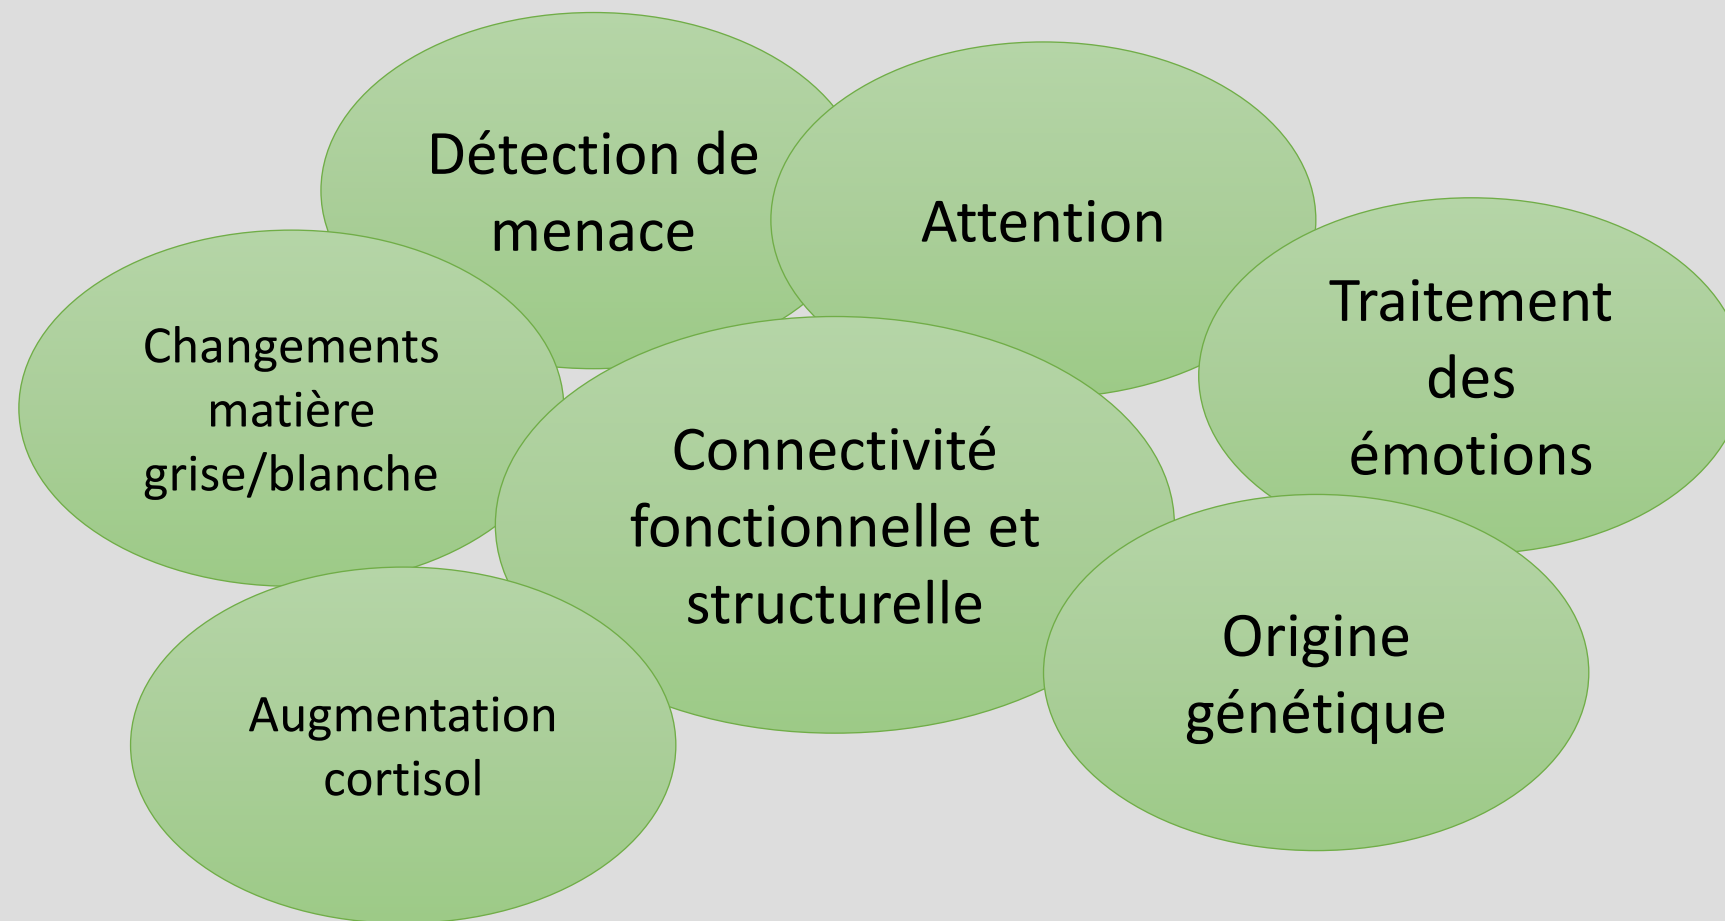 Détection de
menace
Attention
Traitement
des
émotions
Changements
matière
grise/blanche
Connectivité
fonctionnelle et
structurelle
Origine
génétique
Augmentation
cortisol